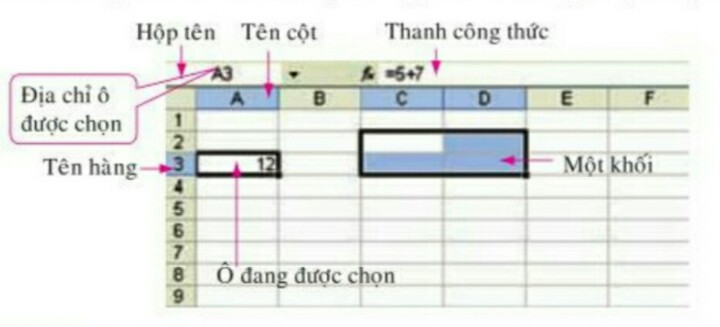 Hộp tên Tên cột Thanh công thức
A3 fx =5+7
Địa chỉ ô
được chọn
A B C D E F
1
2
Tên hàng 3 12 Một khối
4
5
6
7
8 Ô đang được chọn
9